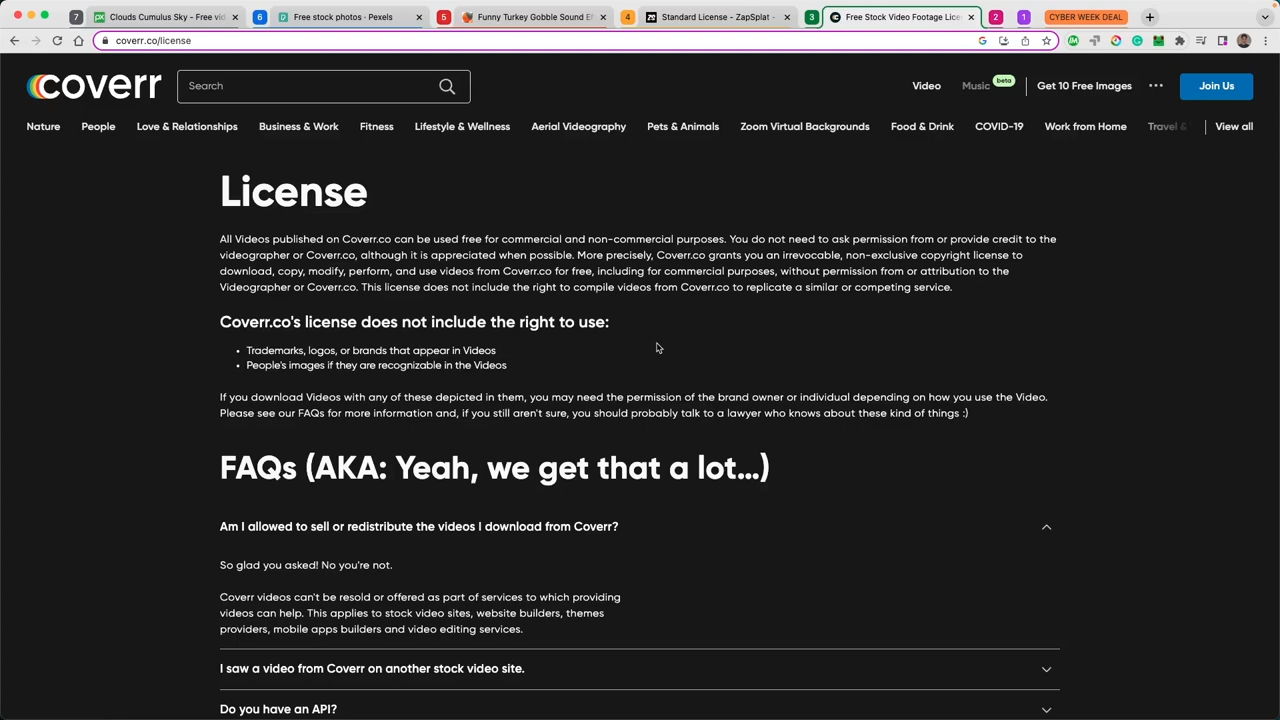 7 Clouds Cumulus Sky - Free vid 6 Free stock photos · Pexels 5 Funny Turkey Gobble Sound Ef 4 Standard License - ZapSplat - 3 Free Stock Video Footage Lice 2 1 CYBER WEEK DEAL
coverr.co/license
coverr
Search
Video
Music beta
Get 10 Free Images
Join Us
Nature People Love & Relationships Business & Work Fitness Lifestyle & Wellness Aerial Videography Pets & Animals Zoom Virtual Backgrounds Food & Drink COVID-19 Work from Home Travel & View all
License
All Videos published on Coverr.co can be used free for commercial and non-commercial purposes. You do not need to ask permission from or provide credit to the
videographer or Coverr.co, although it is appreciated when possible. More precisely, Coverr.co grants you an irrevocable, non-exclusive copyright license to
download, copy, modify, perform, and use videos from Coverr.co for free, including for commercial purposes, without permission from or attribution to the
Videographer or Coverr.co. This license does not include the right to compile videos from Coverr.co to replicate a similar or competing service.
Coverr.co's license does not include the right to use:
• Trademarks, logos, or brands that appear in Videos
• People's images if they are recognizable in the Videos
If you download Videos with any of these depicted in them, you may need the permission of the brand owner or individual depending on how you use the Video.
Please see our FAQs for more information and, if you still aren't sure, you should probably talk to a lawyer who knows about these kind of things :)
FAQs (AKA: Yeah, we get that a lot...)
Am I allowed to sell or redistribute the videos I download from Coverr?
So glad you asked! No you're not.
Coverr videos can't be resold or offered as part of services to which providing
videos can help. This applies to stock video sites, website builders, themes
providers, mobile apps builders and video editing services.
I saw a video from Coverr on another stock video site.
Do you have an API?